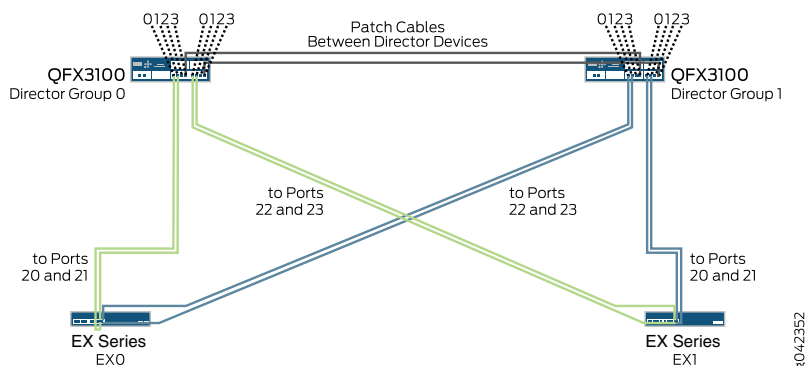 0123 0123
Patch Cables
Between Director Devices
0123 0123
QFX3100
Director Group 0
QFX3100
Director Group 1
to Ports
22 and 23
to Ports
22 and 23
to Ports
20 and 21
to Ports
20 and 21
EX Series
EX0
EX Series
EX1